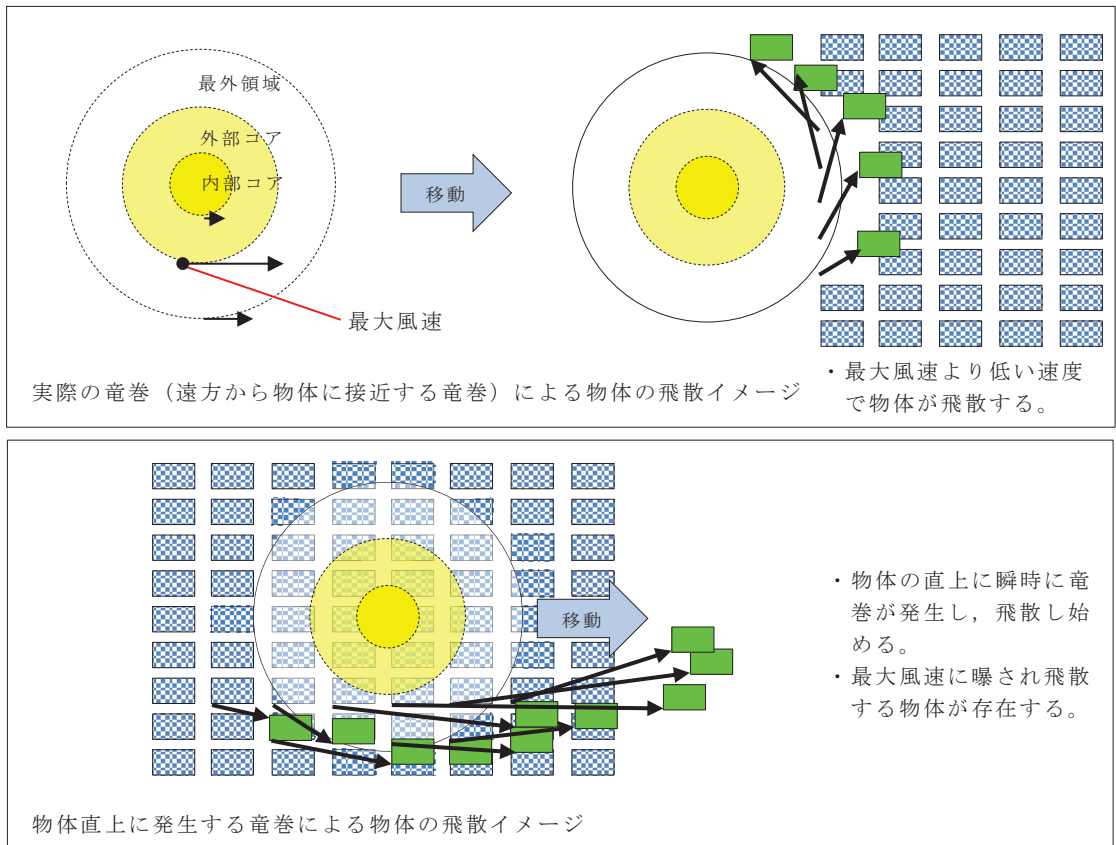 最外領域
外部コア
内部コア
移動
最大風速
実際の竜巻（遠方から物体に接近する竜巻）による物体の飛散イメージ
・最大風速より低い速度
で物体が飛散する。
移動
・物体の直上に瞬時に竜
巻が発生し，飛散し始
める。
・最大風速に曝され飛散
する物体が存在する。
物体直上に発生する竜巻による物体の飛散イメージ